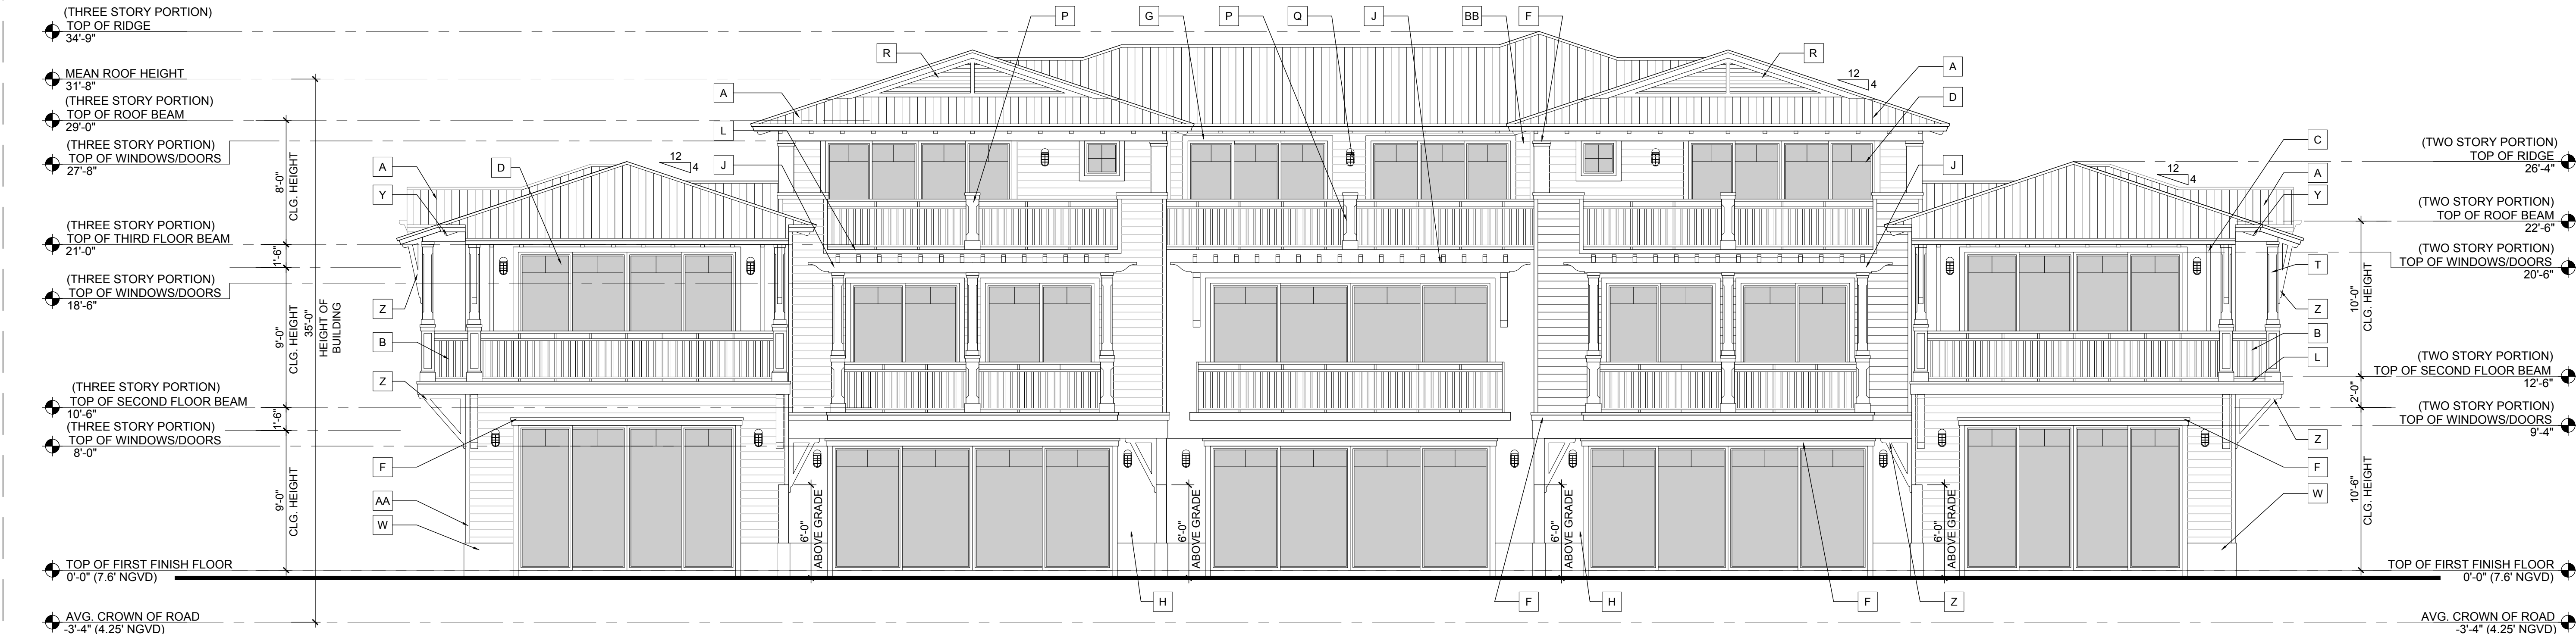 (THREE STORY PORTION)
TOP OF RIDGE
34'-9"
MEAN ROOF HEIGHT
31'-8"
(THREE STORY PORTION)
TOP OF ROOF BEAM
29'-0"
(THREE STORY PORTION)
TOP OF WINDOWS/DOORS
27'-8"
(THREE STORY PORTION)
TOP OF THIRD FLOOR BEAM
21'-0"
(THREE STORY PORTION)
TOP OF WINDOWS/DOORS
18'-6"
(THREE STORY PORTION)
TOP OF SECOND FLOOR BEAM
10'-6"
(THREE STORY PORTION)
TOP OF WINDOWS/DOORS
8'-0"
TOP OF FIRST FINISH FLOOR
0'-0" (7.6' NGVD)
AVG. CROWN OF ROAD
-3'-4" (4.25' NGVD)
8'-0"
CLG. HEIGHT
1'-6"
9'-0"
CLG. HEIGHT
1'-6"
9'-0"
CLG. HEIGHT
35'-0"
HEIGHT OF
BUILDING
A
Y
Z
B
Z
F
AA
W
D
12
4
R
A
L
J
P
G
P
Q
J
BB
F
R
12
4
A
D
J
12
4
6'-0"
ABOVE GRADE
6'-0"
ABOVE GRADE
6'-0"
ABOVE GRADE
6'-0"
ABOVE GRADE
H
F
H
F
Z
C
A
Y
T
Z
B
L
Z
F
W
10'-0"
CLG. HEIGHT
2'-0"
10'-6"
CLG. HEIGHT
(TWO STORY PORTION)
TOP OF RIDGE
26'-4"
(TWO STORY PORTION)
TOP OF ROOF BEAM
22'-6"
(TWO STORY PORTION)
TOP OF WINDOWS/DOORS
20'-6"
(TWO STORY PORTION)
TOP OF SECOND FLOOR BEAM
12'-6"
(TWO STORY PORTION)
TOP OF WINDOWS/DOORS
9'-4"
TOP OF FIRST FINISH FLOOR
0'-0" (7.6' NGVD)
AVG. CROWN OF ROAD
-3'-4" (4.25' NGVD)